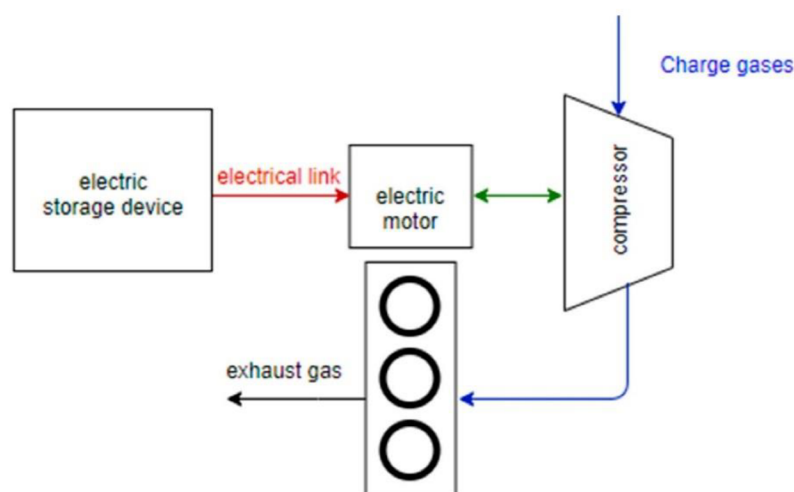 Charge gases
electric
storage device
electrical link
electric
motor
compressor
exhaust gas